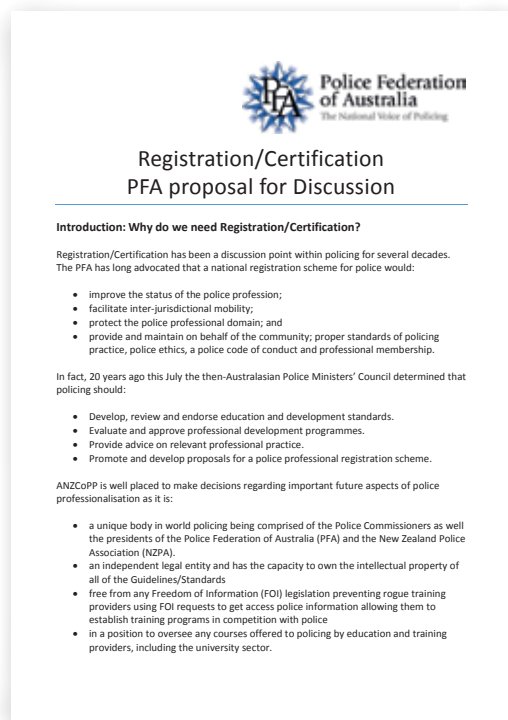 PFA
Police Federation
of Australia
The National Voice of Policing
Registration/Certification
PFA proposal for Discussion
Introduction: Why do we need Registration/Certification?
Registration/Certification has been a discussion point within policing for several decades.
The PFA has long advocated that a national registration scheme for police would:
• improve the status of the police profession;
• facilitate inter-jurisdictional mobility;
• protect the police professional domain; and
• provide and maintain on behalf of the community; proper standards of policing
practice, police ethics, a police code of conduct and professional membership.
In fact, 20 years ago this July the then-Australasian Police Ministers' Council determined that
policing should:
• Develop, review and endorse education and development standards.
• Evaluate and approve professional development programmes.
• Provide advice on relevant professional practice.
• Promote and develop proposals for a police professional registration scheme.
ANZCoPP is well placed to make decisions regarding important future aspects of police
professionalisation as it is:
• a unique body in world policing being comprised of the Police Commissioners as well
the presidents of the Police Federation of Australia (PFA) and the New Zealand Police
Association (NZPA).
• an independent legal entity and has the capacity to own the intellectual property of
all of the Guidelines/Standards
• free from any Freedom of Information (FOI) legislation preventing rogue training
providers using FOI requests to get access police information allowing them to
establish training programs in competition with police
• in a position to oversee any courses offered to policing by education and training
providers, including the university sector.